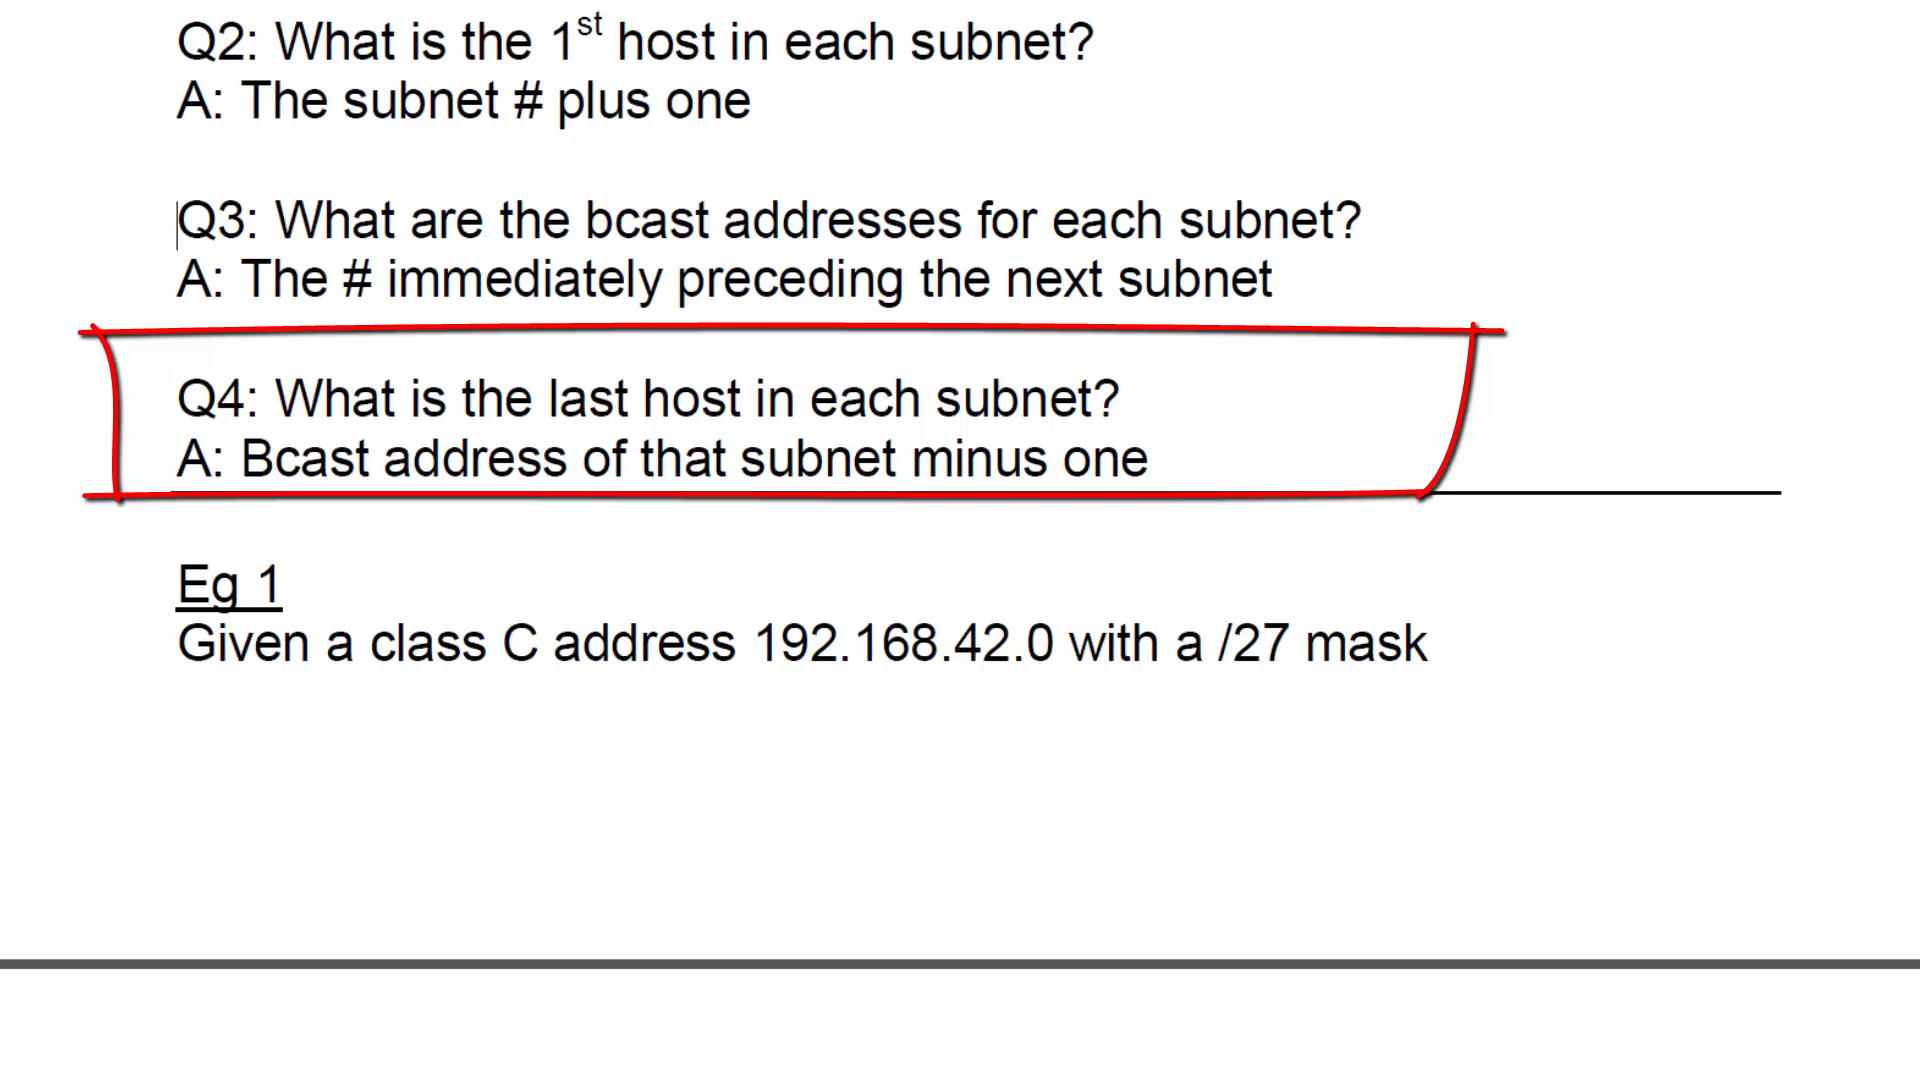 Q2: What is the 1st host in each subnet?
A: The subnet # plus one
Q3: What are the bcast addresses for each subnet?
A: The # immediately preceding the next subnet
Q4: What is the last host in each subnet?
A: Bcast address of that subnet minus one
Eg 1
Given a class C address 192.168.42.0 with a /27 mask